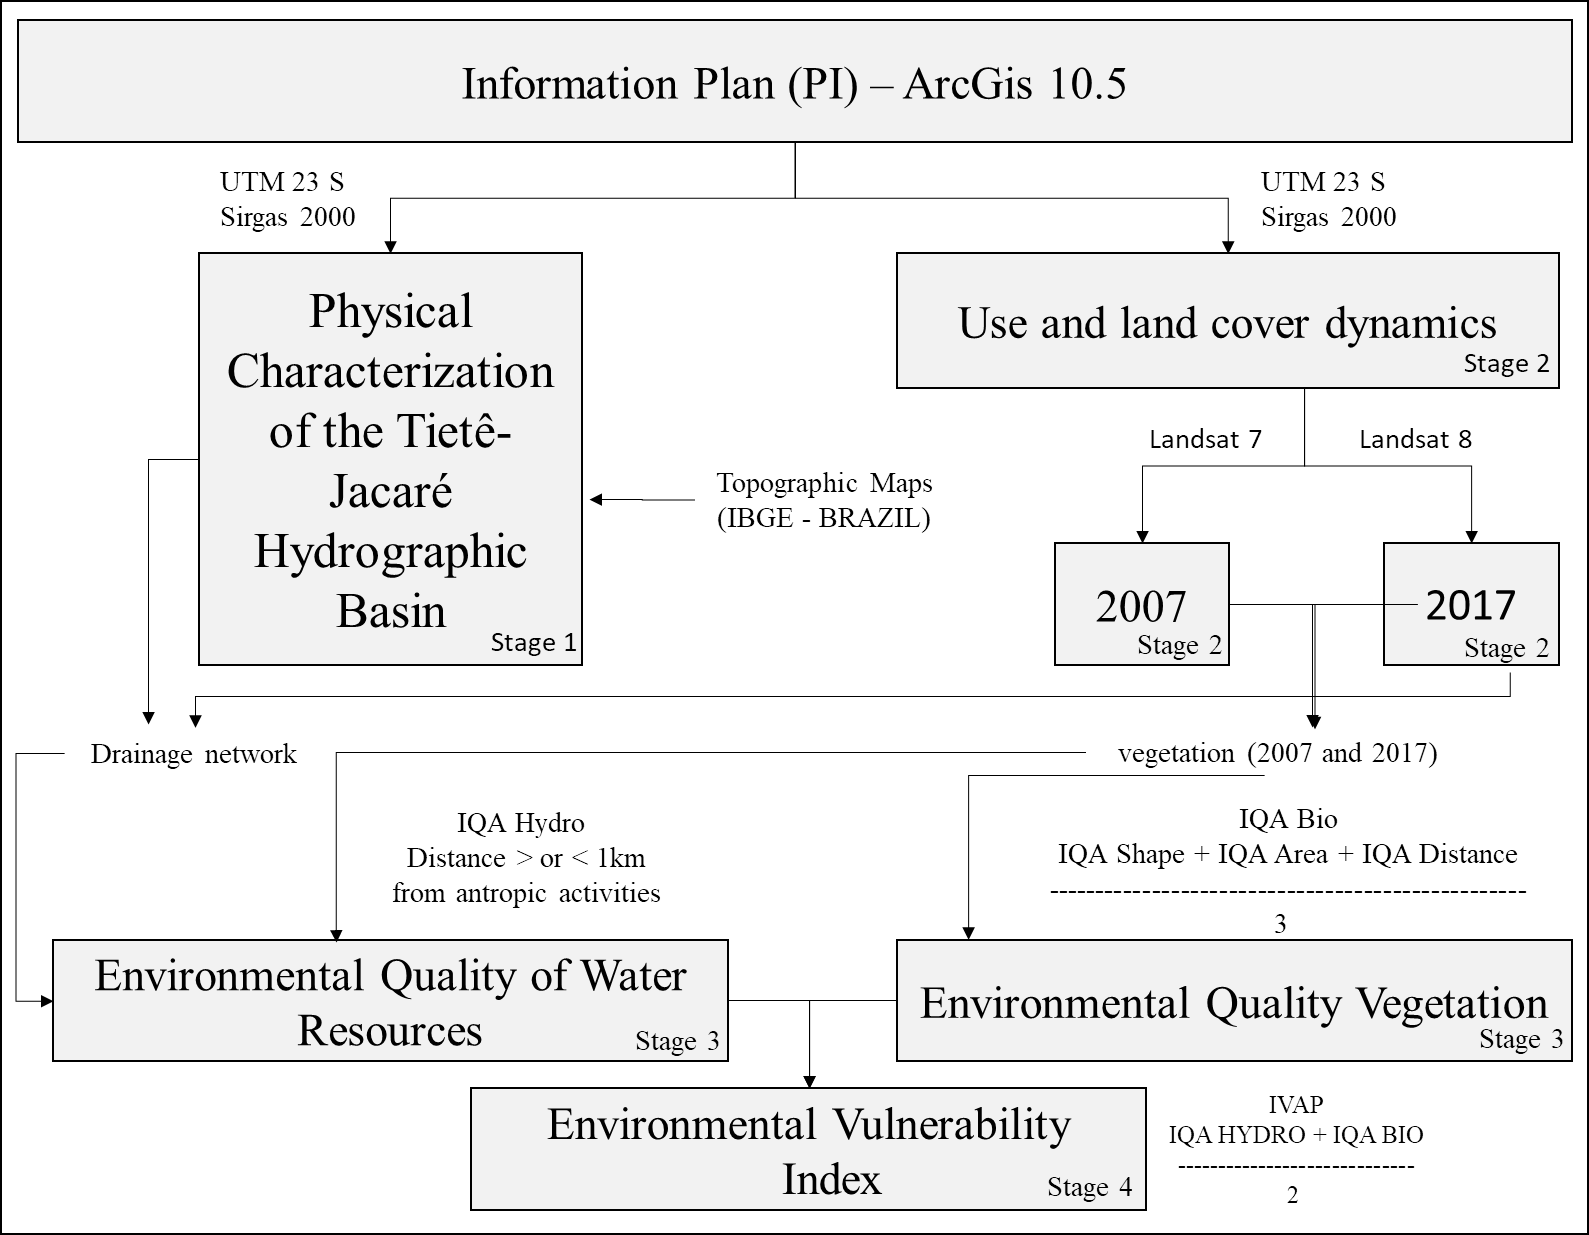 Information Plan (PI) – ArcGis 10.5
UTM 23 S
Sirgas 2000
UTM 23 S
Sirgas 2000
Physical
Characterization
of the Tietê-
Jacaré
Hydrographic
Basin
Stage 1
Use and land cover dynamics
Stage 2
Landsat 7
Landsat 8
Topographic Maps
(IBGE - BRAZIL)
2007
Stage 2
2017
Stage 2
Drainage network
vegetation (2007 and 2017)
IQA Hydro
Distance > or < 1km
from antropic activities
IQA Bio
IQA Shape + IQA Area + IQA Distance
-----------------------------------------------------
3
Environmental Quality of Water
Resources
Stage 3
Environmental Quality Vegetation
Stage 3
Environmental Vulnerability
Index
Stage 4
IVAP
IQA HYDRO + IQA BIO
----------------------------
2